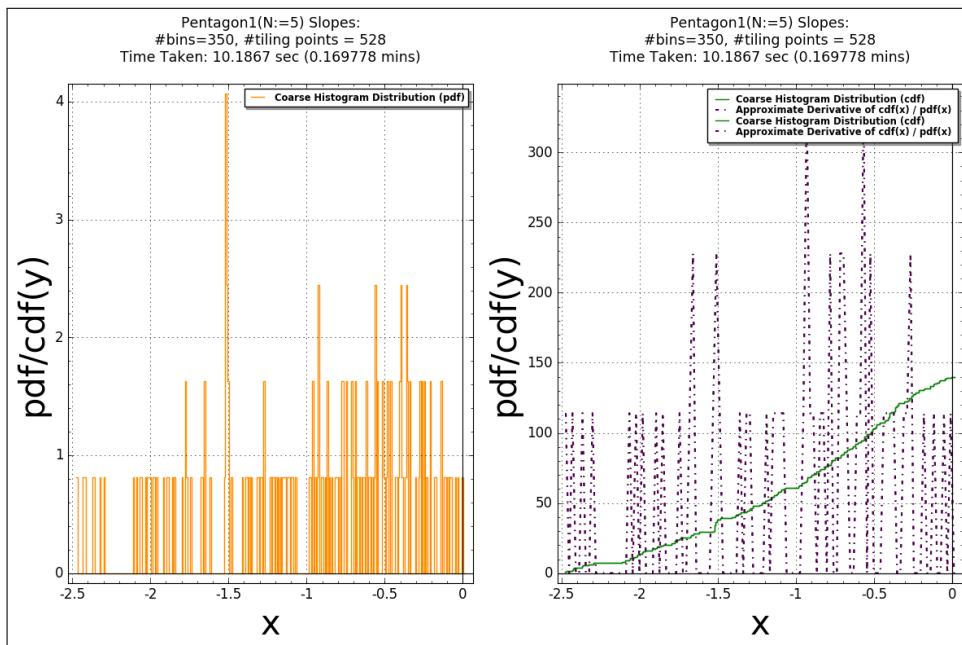 Pentagon1(N:=5) Slopes:
#bins=350, #tiling points = 528
Time Taken: 10.1867 sec (0.169778 mins)
Coarse Histogram Distribution (pdf)
4
3
2
1
0
-2.5
-2
-1.5
-1
-0.5
0
x
pdf/cdf(y)
Pentagon1(N:=5) Slopes:
#bins=350, #tiling points = 528
Time Taken: 10.1867 sec (0.169778 mins)
Coarse Histogram Distribution (cdf)
Approximate Derivative of cdf(x) / pdf(x)
Coarse Histogram Distribution (cdf)
Approximate Derivative of cdf(x) / pdf(x)
300
250
200
150
100
50
0
-2.5
-2
-1.5
-1
-0.5
0
x
pdf/cdf(y)